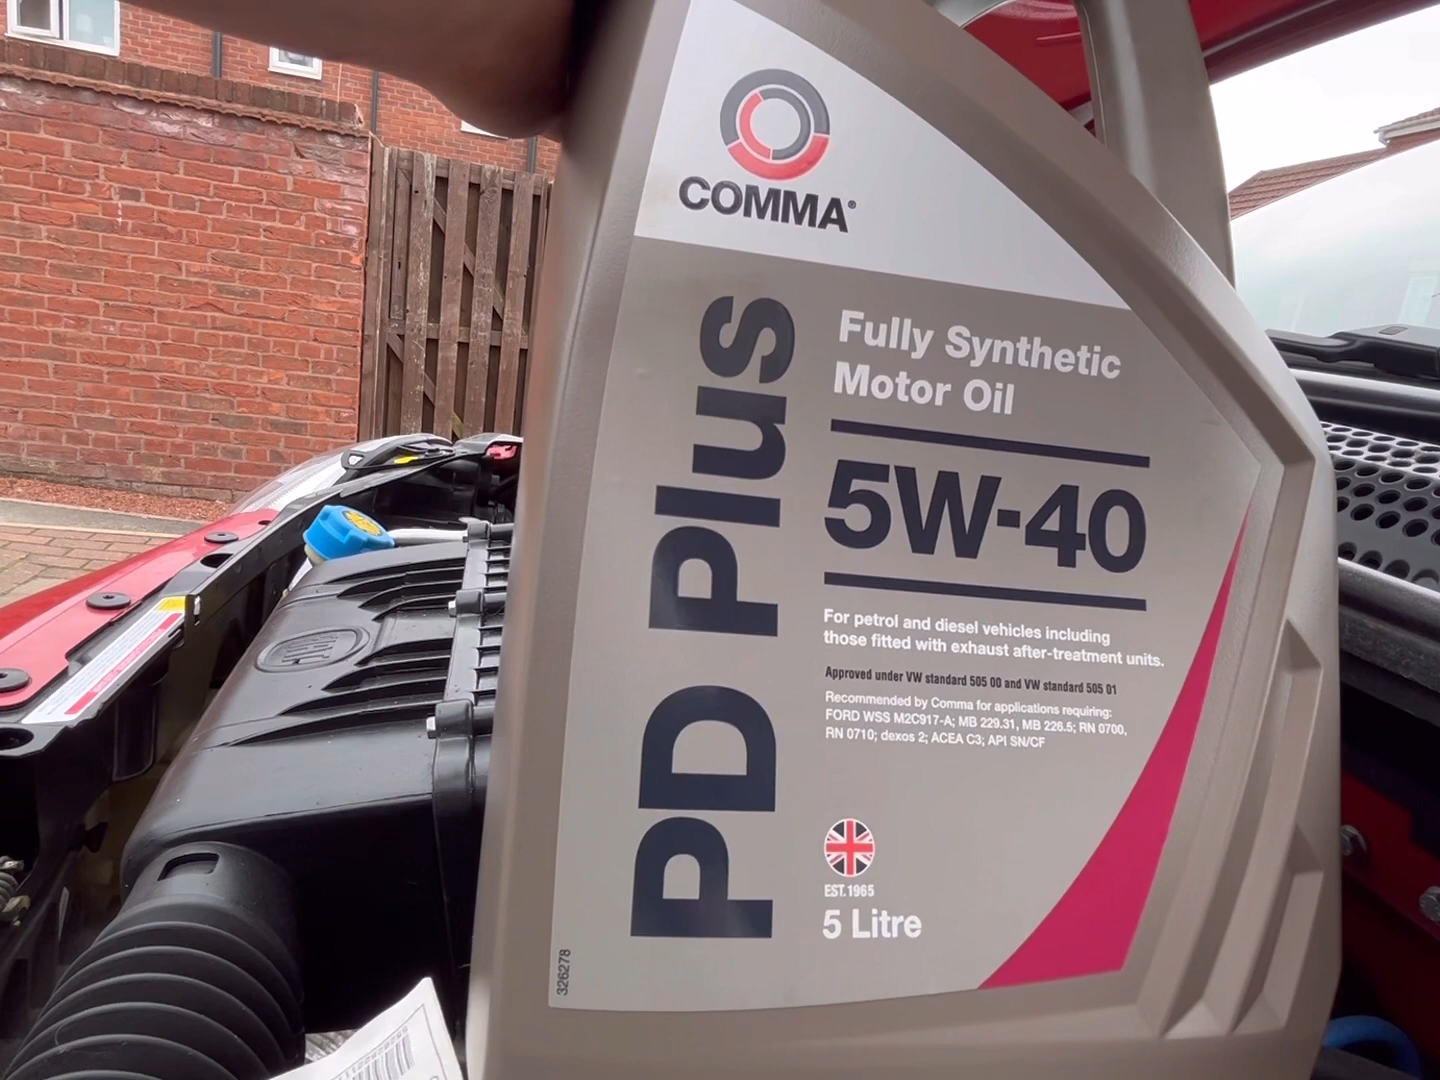 COMMA®
PD Plus
Fully Synthetic
Motor Oil
5W-40
For petrol and diesel vehicles including
those fitted with exhaust after-treatment units.
Approved under VW standard 505 00 and VW standard 505 01
Recommended by Comma for applications requiring:
FORD WSS M2C917-A; MB 229.31, MB 226.5; RN 0700,
RN 0710; dexos 2; ACEA C3; API SN/CF
EST.1965
5 Litre
326278